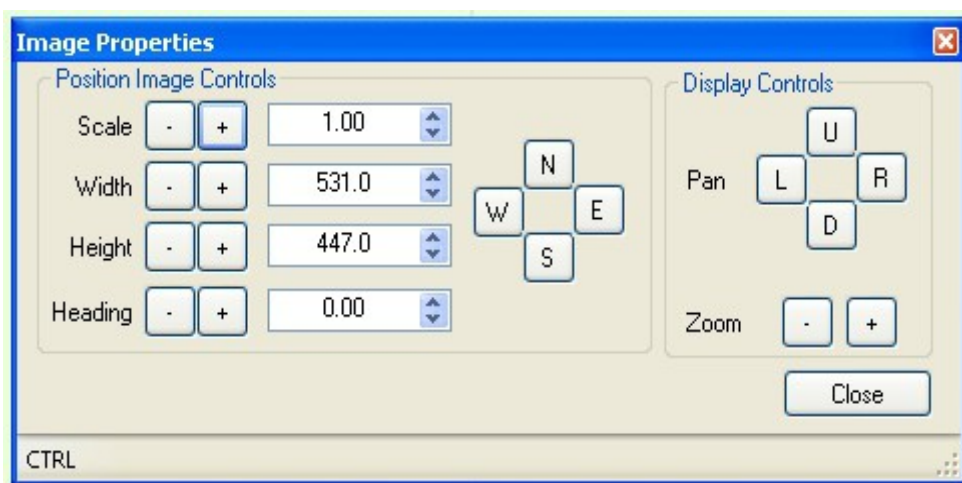 Image Properties
Position Image Controls
Scale - + 1.00
Width - + 531.0
Height - + 447.0
Heading - + 0.00
N
W E
S
Display Controls
U
Pan L R
D
Zoom - +
Close
CTRL